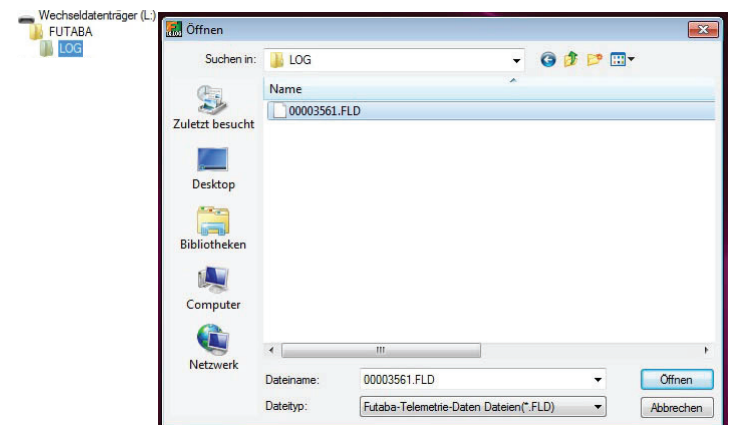 Wechseldatenträger (L:)
FUTABA
LOG
Öffnen
Suchen in:
LOG
Name
00003561.FLD
Zuletzt besucht
Desktop
Bibliotheken
Computer
Netzwerk
Dateiname:
00003561.FLD
Öffnen
Dateityp:
Futaba-Telemetrie-Daten Dateien(*.FLD)
Abbrechen